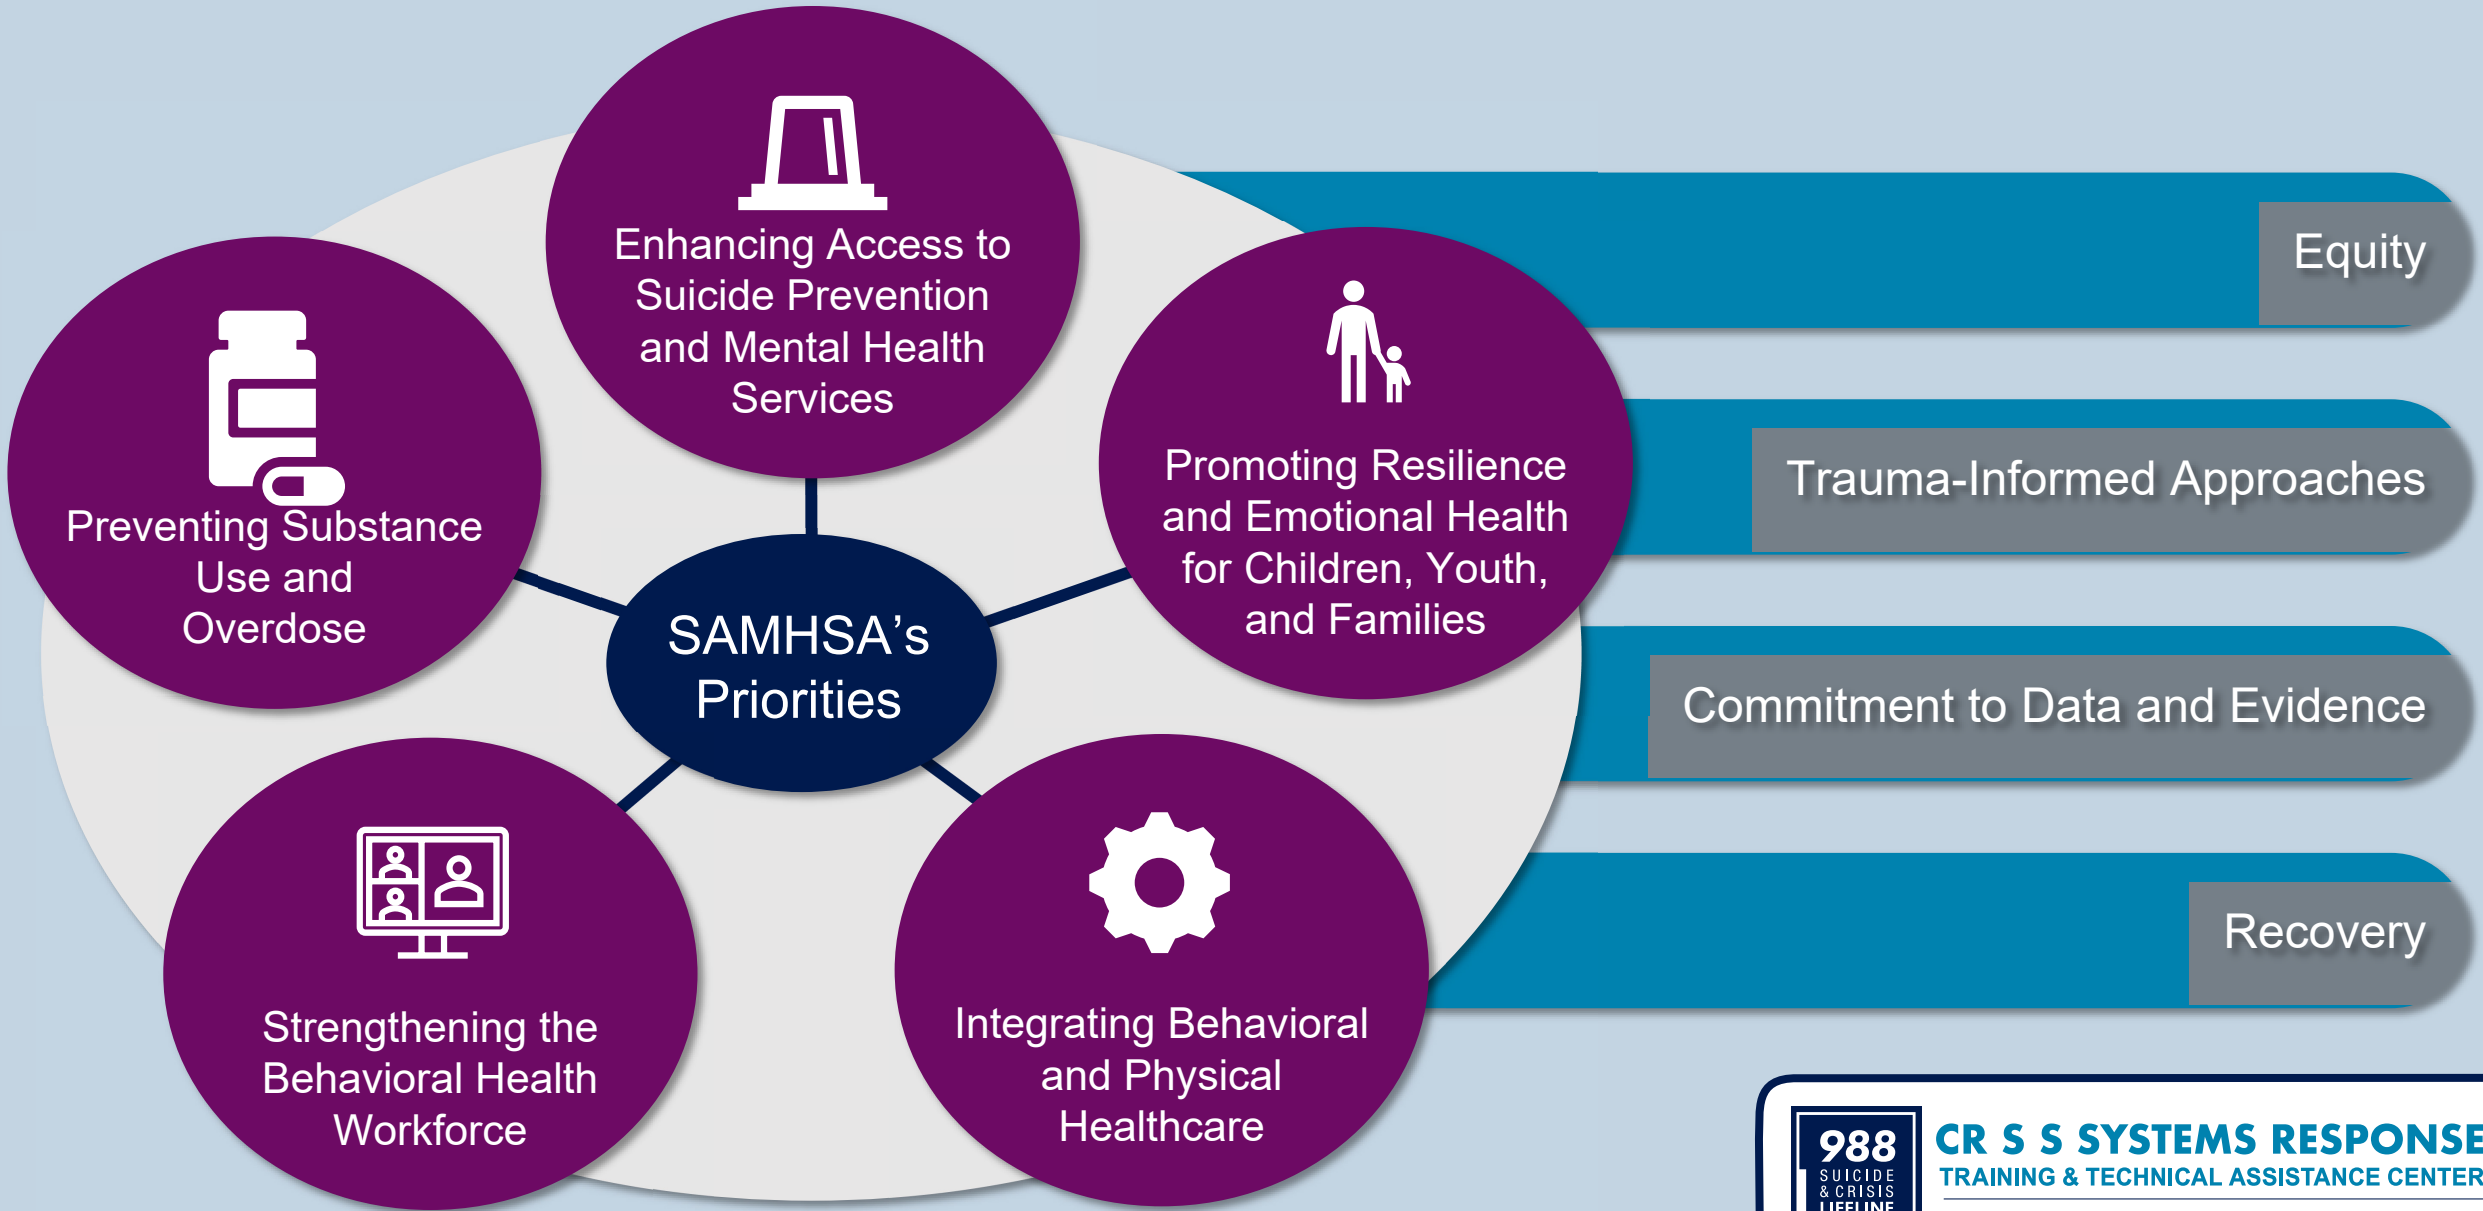 Enhancing Access to
Suicide Prevention
and Mental Health
Services
Preventing Substance
Use and
Overdose
Promoting Resilience
and Emotional Health
for Children, Youth,
and Families
SAMHSA’s
Priorities
Strengthening the
Behavioral Health
Workforce
Integrating Behavioral
and Physical
Healthcare
Equity
Trauma-Informed Approaches
Commitment to Data and Evidence
Recovery
988
SUICIDE
& CRISIS
LIFELINE
CR S S SYSTEMS RESPONSE
TRAINING & TECHNICAL ASSISTANCE CENTER